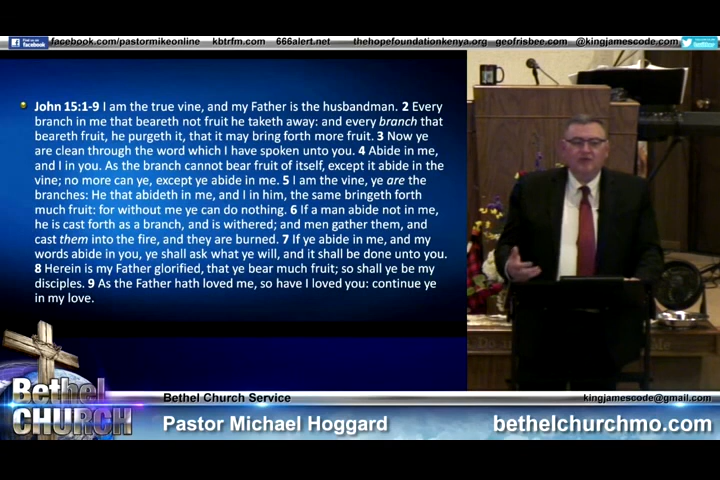 Find us on facebook facebook.com/pastormikeonline kbtrfm.com 666alert.net thehopefoundationkenya.org geofrisbee.com @kingjamescode.com twitter
John 15:1-9 I am the true vine, and my Father is the husbandman. 2 Every
branch in me that beareth not fruit he taketh away: and every branch that
beareth fruit, he purgeth it, that it may bring forth more fruit. 3 Now ye
are clean through the word which I have spoken unto you. 4 Abide in me,
and I in you. As the branch cannot bear fruit of itself, except it abide in the
vine; no more can ye, except ye abide in me. 5 I am the vine, ye are the
branches: He that abideth in me, and I in him, the same bringeth forth
much fruit: for without me ye can do nothing. 6 If a man abide not in me,
he is cast forth as a branch, and is withered; and men gather them, and
cast them into the fire, and they are burned. 7 If ye abide in me, and my
words abide in you, ye shall ask what ye will, and it shall be done unto you.
8 Herein is my Father glorified, that ye bear much fruit; so shall ye be my
disciples. 9 As the Father hath loved me, so have I loved you: continue ye
in my love.
Bethel
CHURCH
Bethel Church Service
kingjamescode@gmail.com
Pastor Michael Hoggard
bethelchurchmo.com